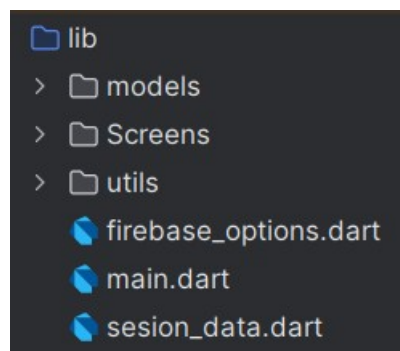 lib
models
Screens
utils
firebase_options.dart
main.dart
sesion_data.dart